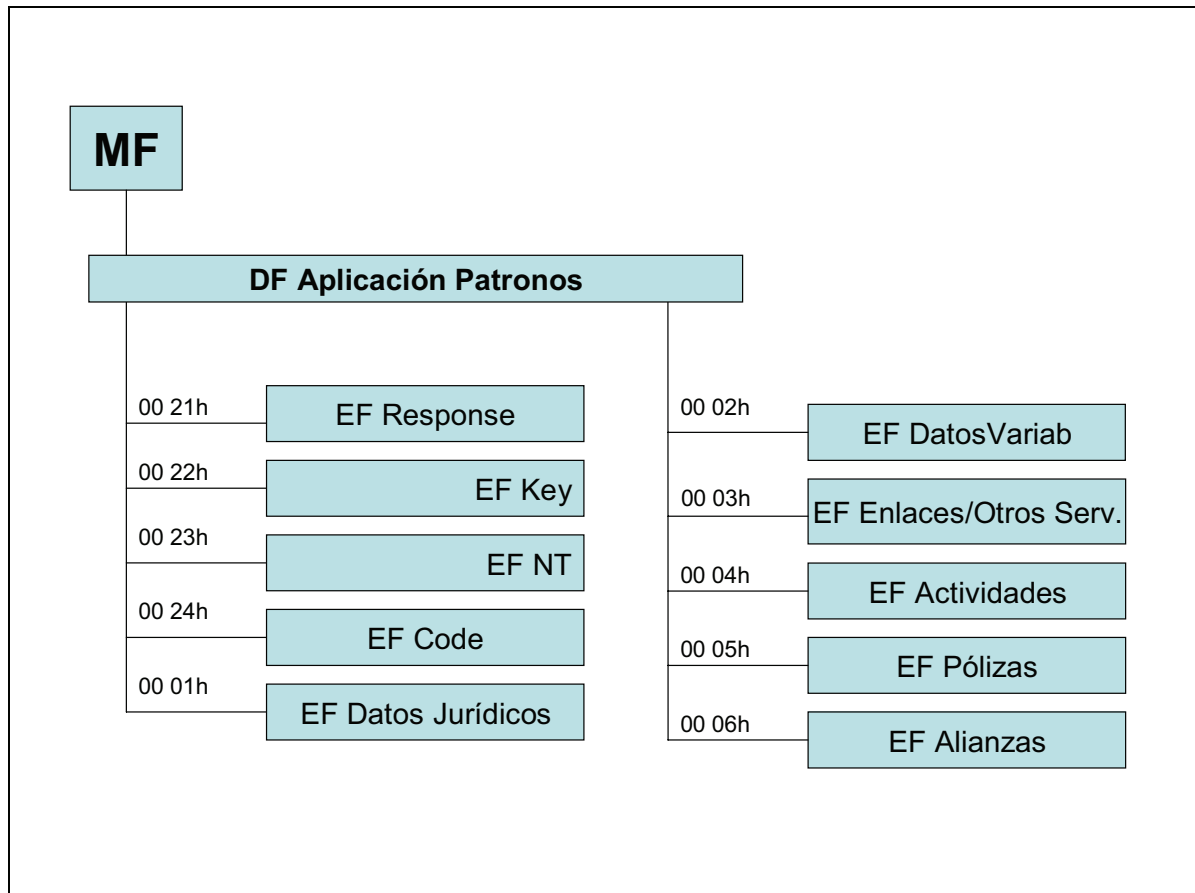 MF
DF Aplicación Patronos
00 21h
EF Response
00 22h
EF Key
00 23h
EF NT
00 24h
EF Code
00 01h
EF Datos Jurídicos
00 02h
EF DatosVariab
00 03h
EF Enlaces/Otros Serv.
00 04h
EF Actividades
00 05h
EF Pólizas
00 06h
EF Alianzas